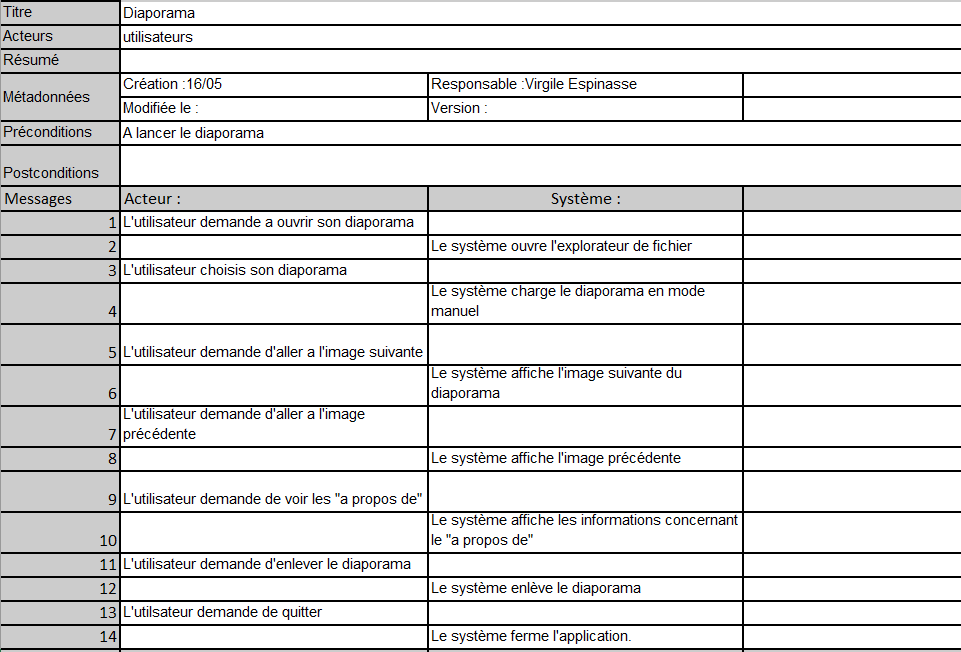 Titre Diaporama
Acteurs utilisateurs
Résumé
Métadonnées
Création :16/05 Responsable :Virgile Espinasse
Modifiée le : Version :
Préconditions A lancer le diaporama
Postconditions
Messages Acteur : Système :
1 L'utilisateur demande a ouvrir son diaporama
2 Le système ouvre l'explorateur de fichier
3 L'utilisateur choisis son diaporama
Le système charge le diaporama en mode
4 manuel
5 L'utilisateur demande d'aller a l'image suivante
Le système affiche l'image suivante du
6 diaporama
L'utilisateur demande d'aller a l'image
7 précédente
8 Le système affiche l'image précédente
9 L'utilisateur demande de voir les "a propos de"
Le système affiche les informations concernant
10 le "a propos de"
11 L'utilisateur demande d'enlever le diaporama
12 Le système enlève le diaporama
13 L'utilsateur demande de quitter
14 Le système ferme l'application.